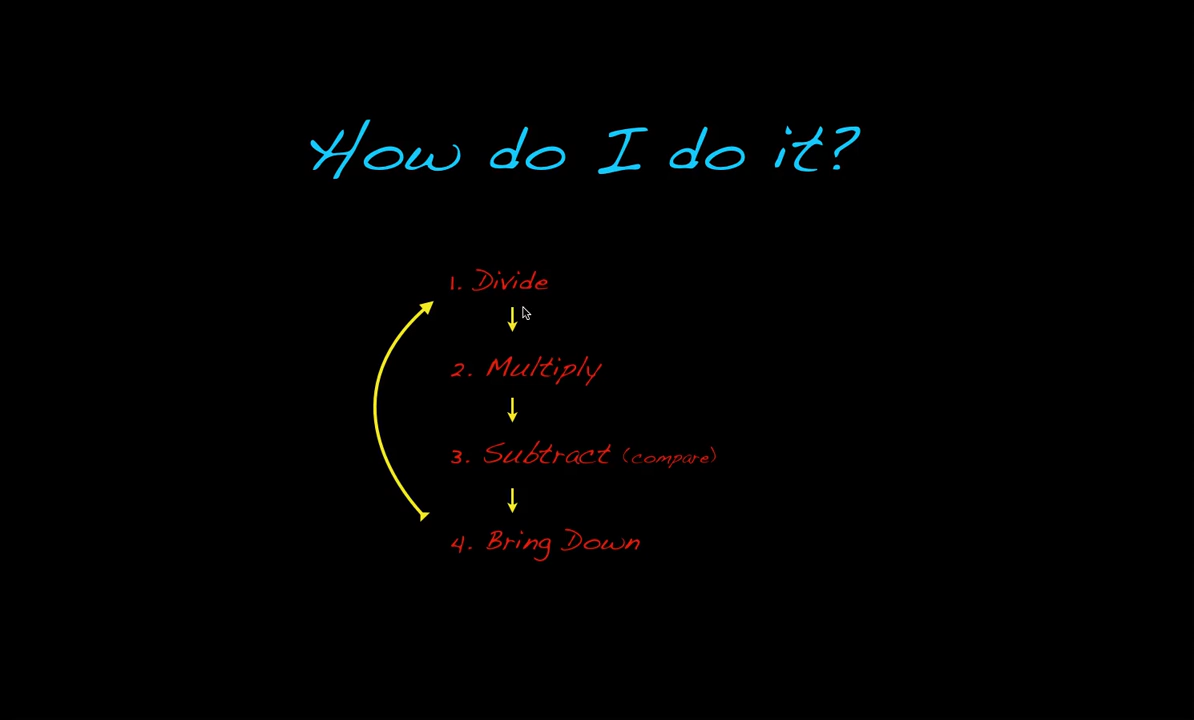 How do I do it?
1. Divide
2. Multiply
3. Subtract (compare)
4. Bring Down